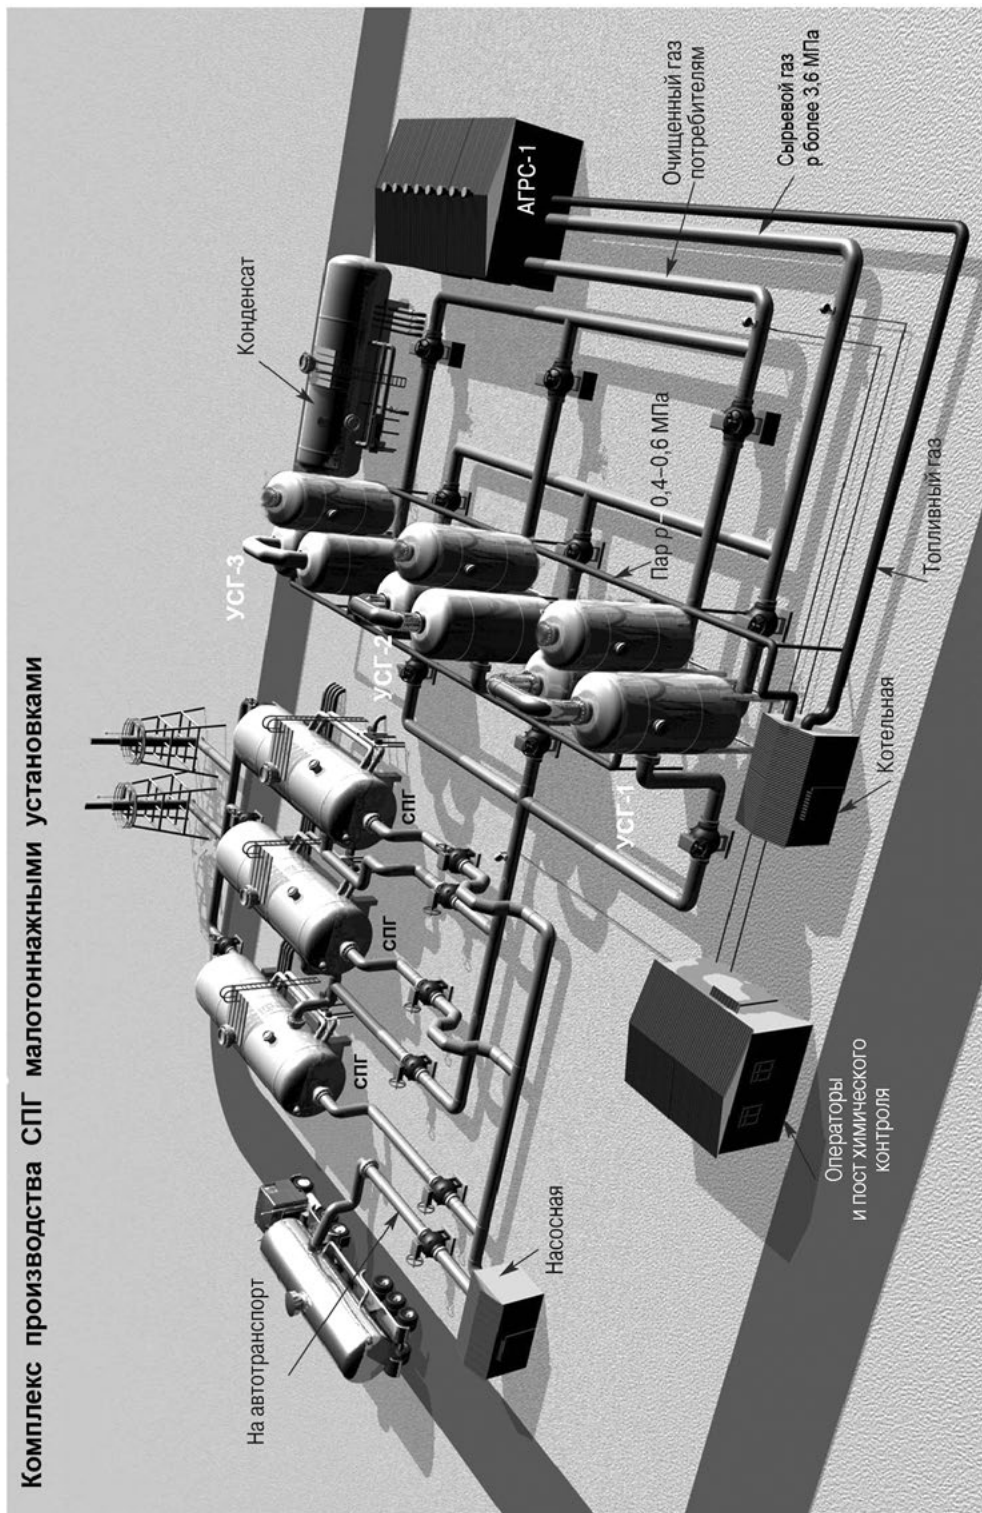 Комплекс производства СПГ малотоннажными установками
На автотранспорт
Насосная
СПГ
СПГ
СПГ
Операторы
и пост химического
контроля
УСГ-1
УСГ-2
УСГ-3
Котельная
Конденсат
Пар р – 0,4–0,6 МПа
Топливный газ
АГРС-1
Очищенный газ
потребителям
Сырьевой газ
р более 3,6 МПа